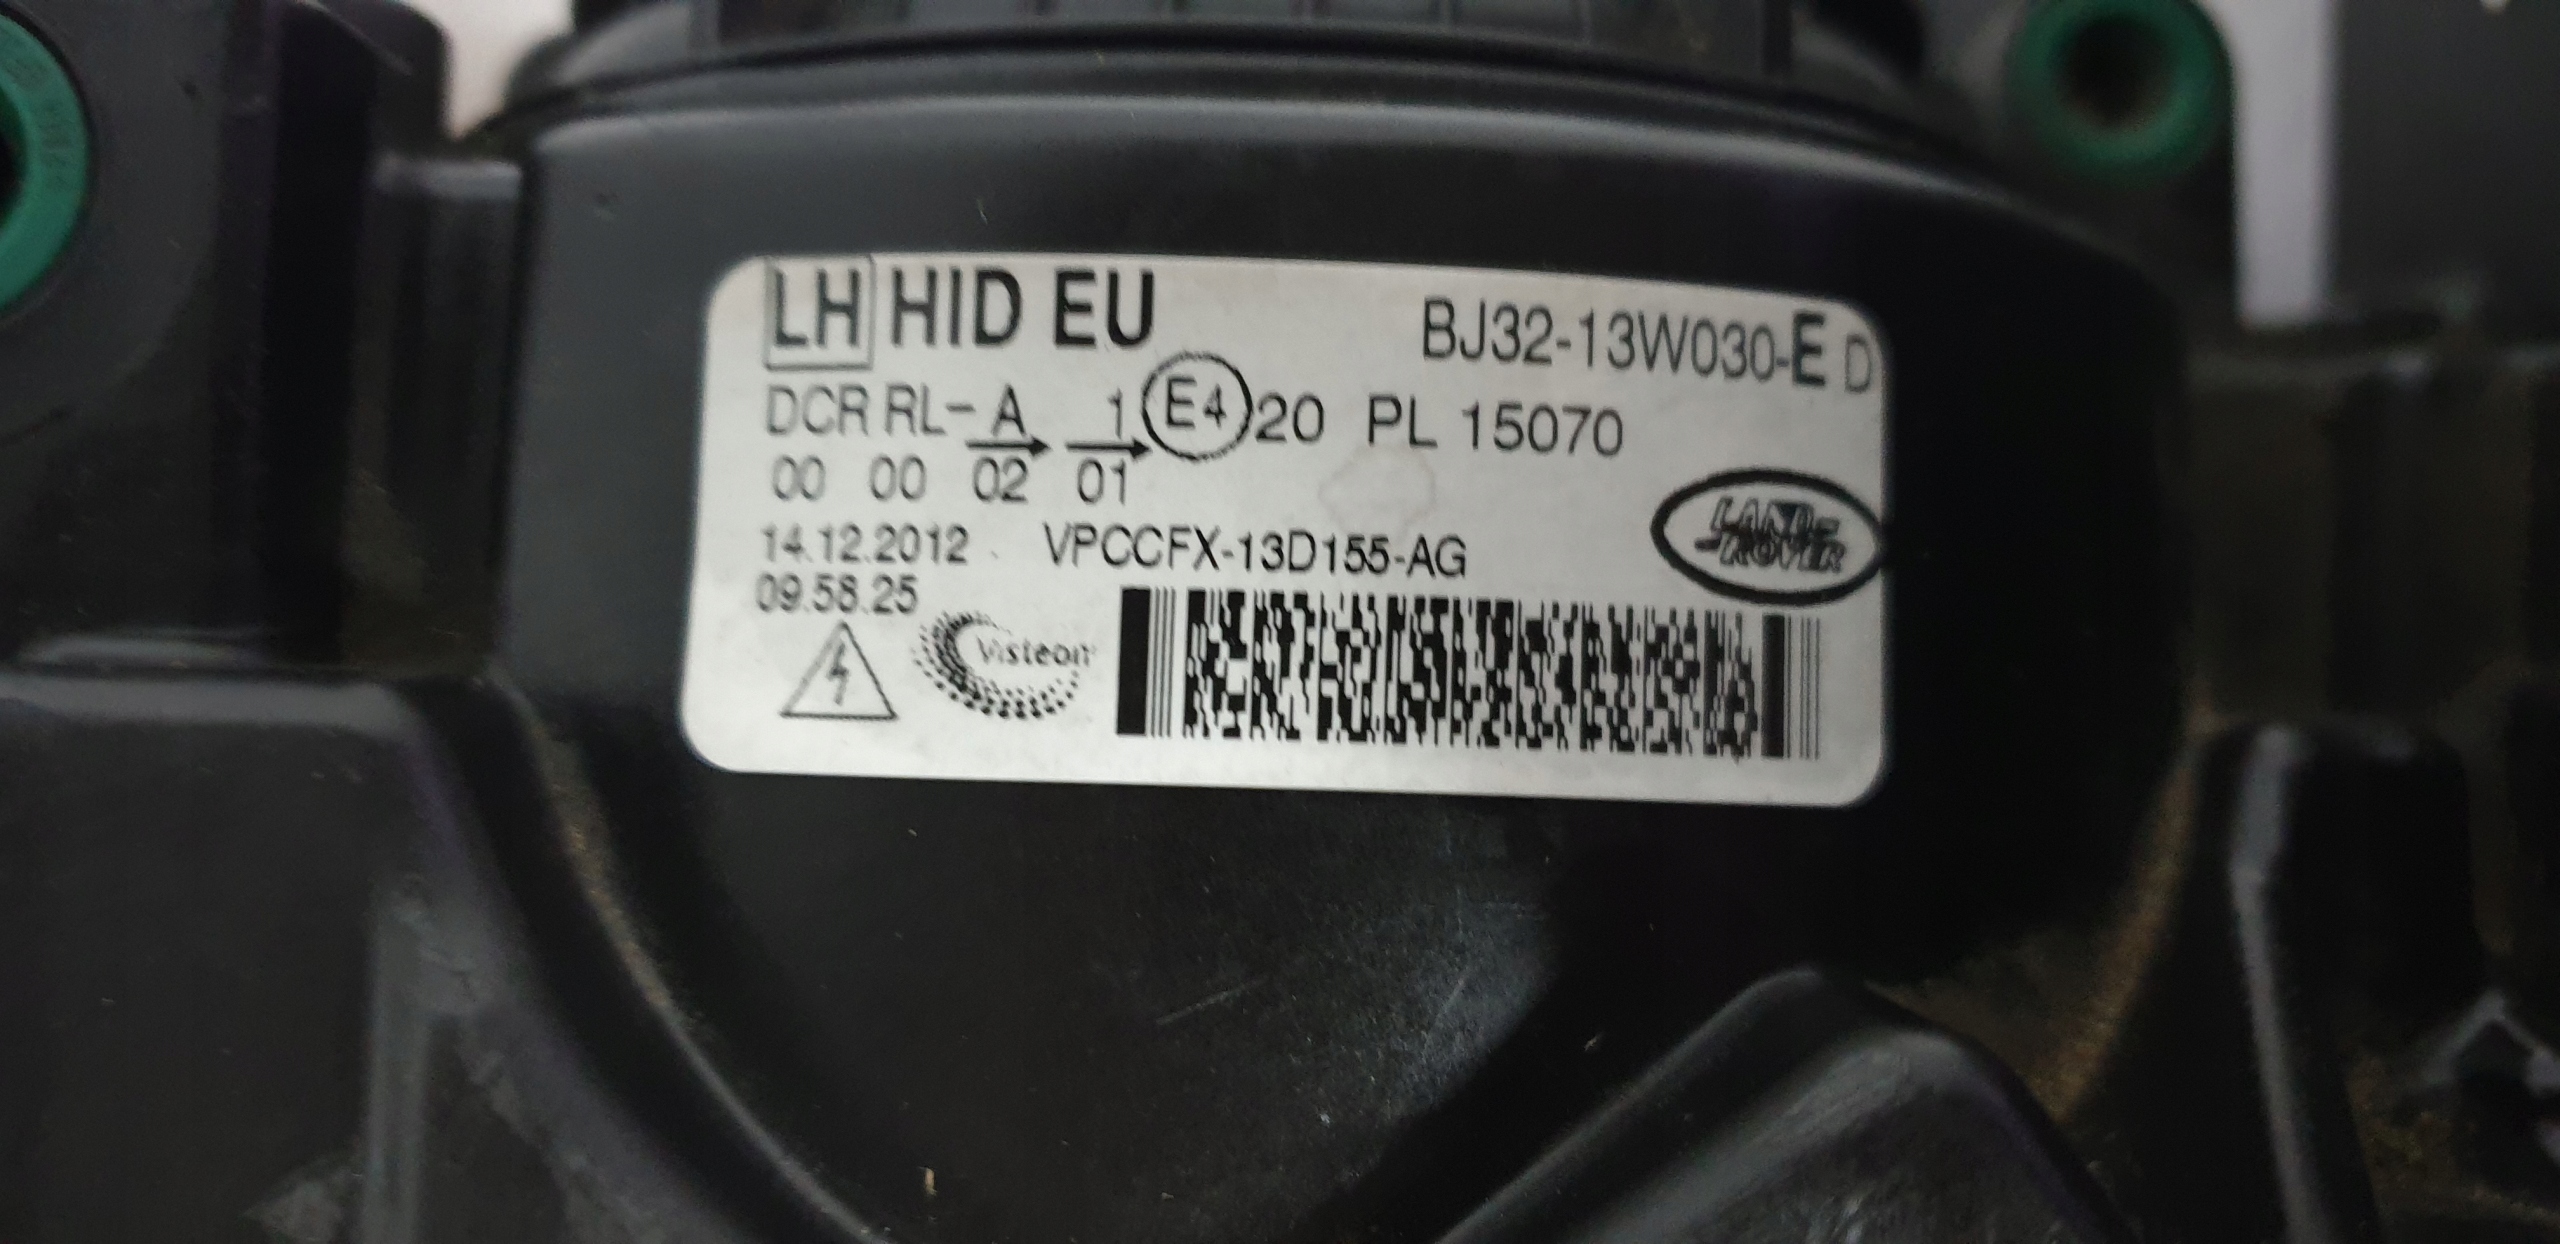 LH HID EU BJ32-13W030-E D
DCR RL- A 1 E4 20 PL 15070
00 00 02 01
14.12.2012 VPCCFX-13D155-AG
09.58.25
LAND-
-ROVER
Visteon